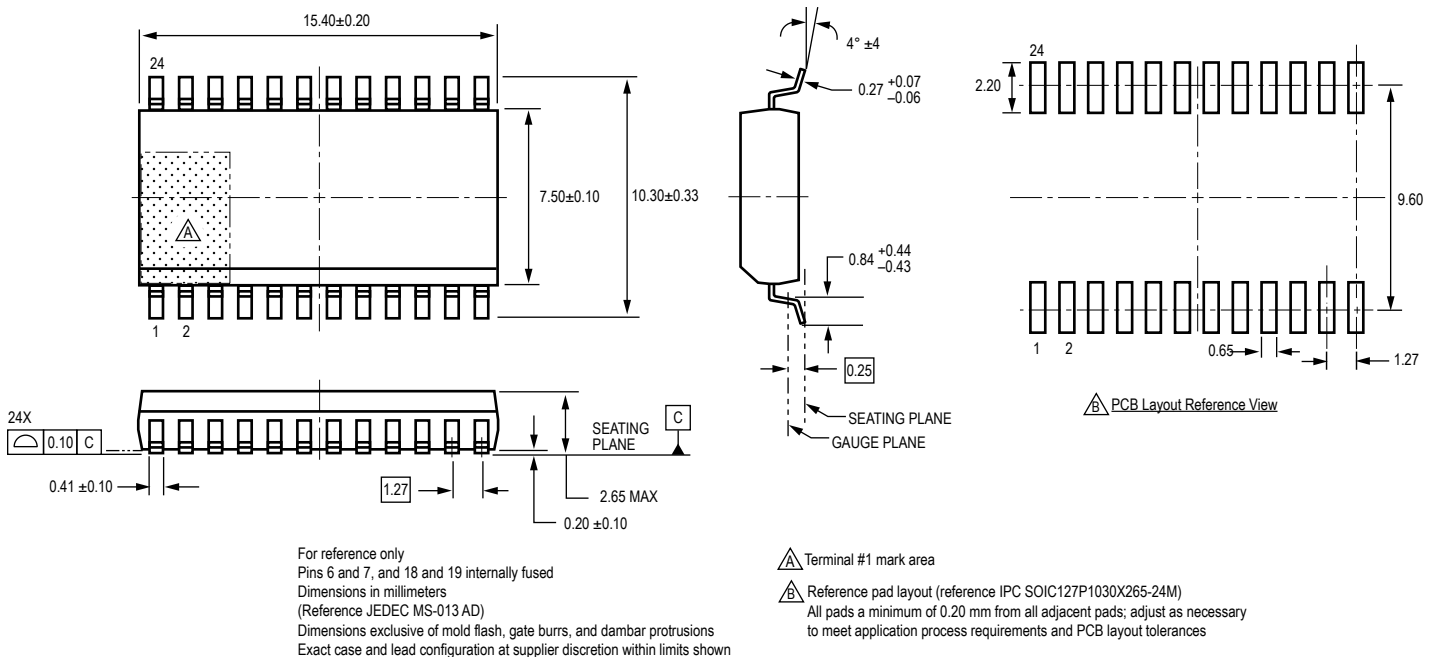 15.40±0.20
24
7.50±0.10
10.30±0.33
A
1 2
4° ±4
0.27 +0.07 –0.06
0.84 +0.44 –0.43
0.25
SEATING PLANE
GAUGE PLANE
24
2.20
9.60
1 2
0.65
1.27
B PCB Layout Reference View
24X
0.10 C
SEATING
PLANE
C
0.41 ±0.10
1.27
2.65 MAX
0.20 ±0.10
For reference only
Pins 6 and 7, and 18 and 19 internally fused
Dimensions in millimeters
(Reference JEDEC MS-013 AD)
Dimensions exclusive of mold flash, gate burrs, and dambar protrusions
Exact case and lead configuration at supplier discretion within limits shown
A Terminal #1 mark area
B Reference pad layout (reference IPC SOIC127P1030X265-24M)
All pads a minimum of 0.20 mm from all adjacent pads; adjust as necessary
to meet application process requirements and PCB layout tolerances